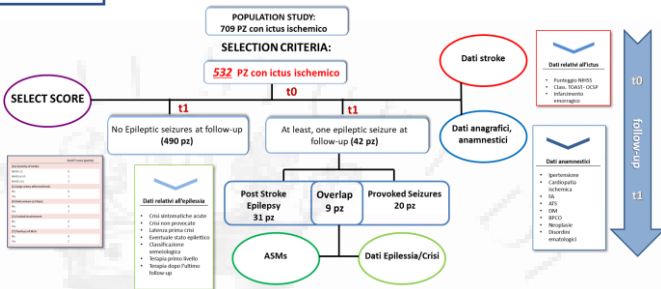 POPULATION STUDY:
709 PZ con ictus ischemico
SELECTION CRITERIA:
532 PZ con ictus ischemico
t0
SELECT SCORE
t1
t1
No Epileptic seizures at follow-up
(490 pz)
At least, one epileptic seizure at
follow-up (42 pz)
Post Stroke
Epilepsy
31 pz
Overlap
9 pz
Provoked Seizures
20 pz
ASMs
Dati Epilessia/Crisi
Dati stroke
Dati anagrafici,
anamnestici
Dati relativi all'epilessia
Crisi sintomatiche acute
Crisi non provocate
Latenza prima crisi
Eventuale stato epilettico
Classificazione
semeiologica
Terapia primo livello
Terapia dopo l'ultimo
follow-up
Dati relativi all'ictus
Punteggio NIHSS
Class. TOAST- OCSP
Infarcimento
emorragico
Dati anamnestici
Ipertensione
Cardiopatia
ischemica
FA
ATS
DM
BPCO
Neoplasie
Disordini
ematologici
t0
follow-up
t1